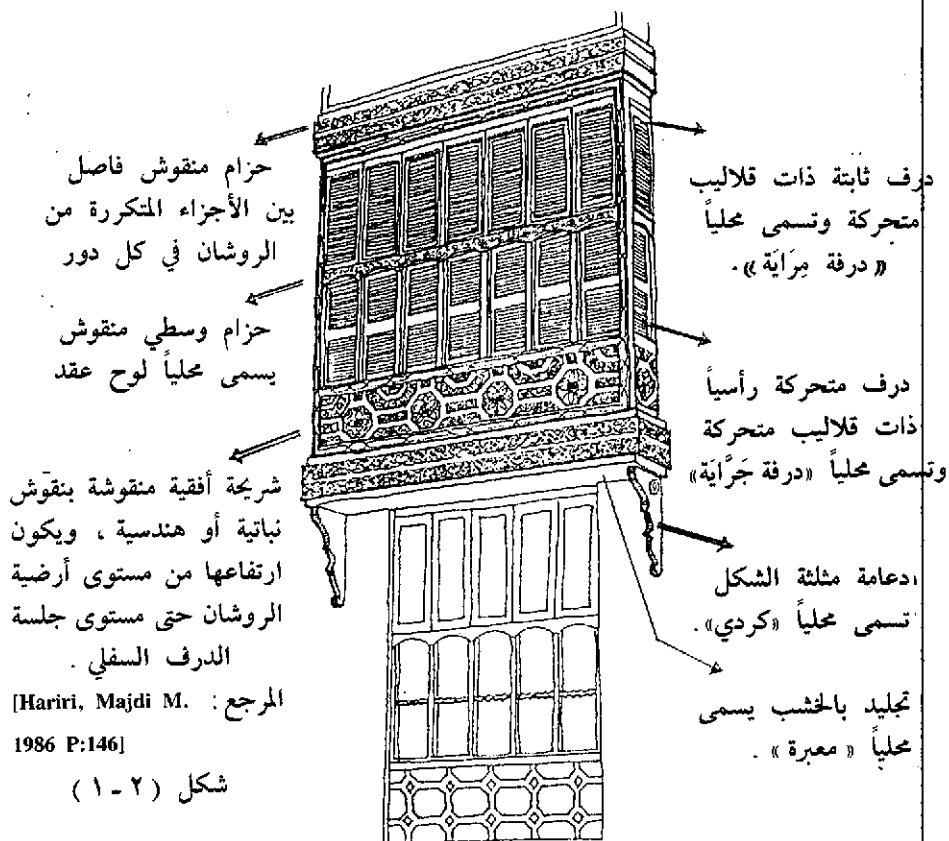 درف ثابتة ذات قلاليب
متحركة وتسمى محلياً
«درفة مِرَايَة».
درف متحركة رأسياً
ذات قلاليب متحركة
وتسمى محلياً «درفة جَرَّايَة»
دعامة مثلثة الشكل
تسمى محلياً «كردي».
تجليد بالخشب يسمى
محلياً « معبرة » .
حزام منقوش فاصل
بين الأجزاء المتكررة من
الروشان في كل دور
حزام وسطي منقوش
يسمى محلياً لوح عقد
شريحة أفقية منقوشة بنقوش
نباتية أو هندسية ، ويكون
ارتفاعها من مستوى أرضية
الروشان حتى مستوى جلسة
الدرف السفلي .
المرجع : [Hariri, Majdi M.
1986 P:146]
شكل (٢ - ١)